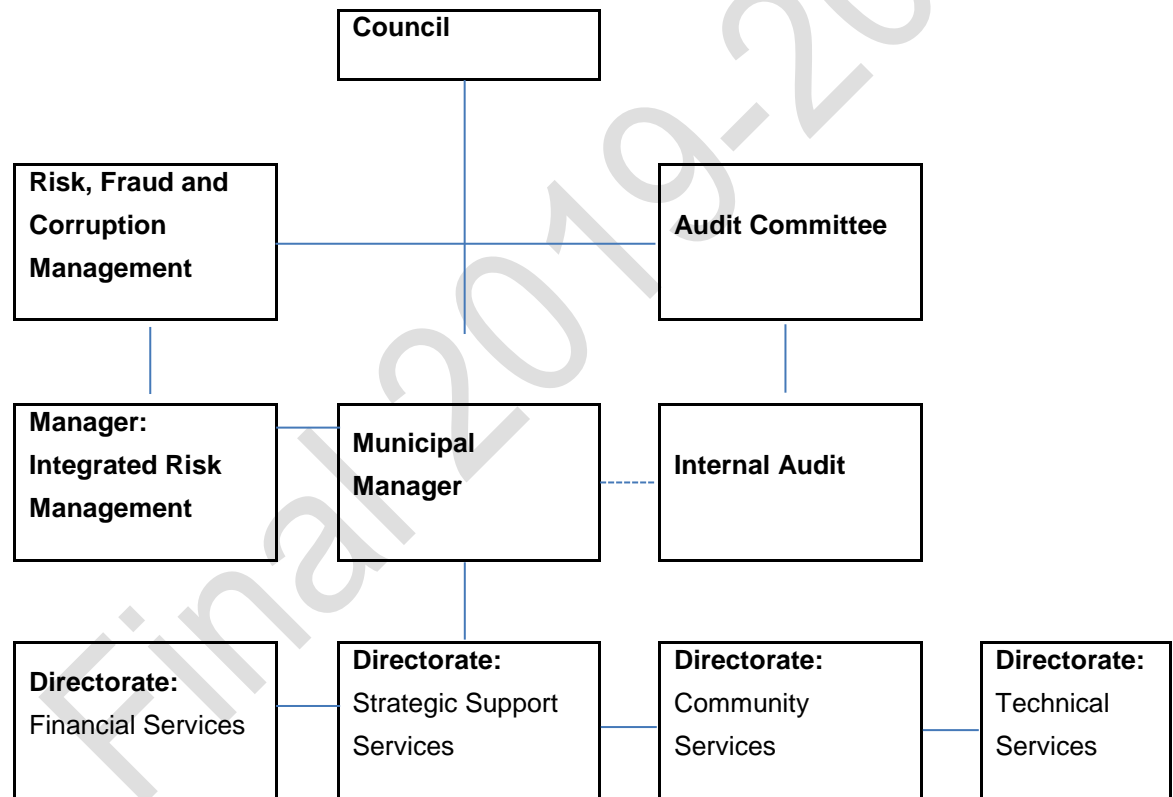 Council
Risk, Fraud and
Corruption
Management
Audit Committee
Manager:
Integrated Risk
Management
Municipal
Manager
Internal Audit
Directorate:
Financial Services
Directorate:
Strategic Support
Services
Directorate:
Community
Services
Directorate:
Technical
Services
Final 2019-20